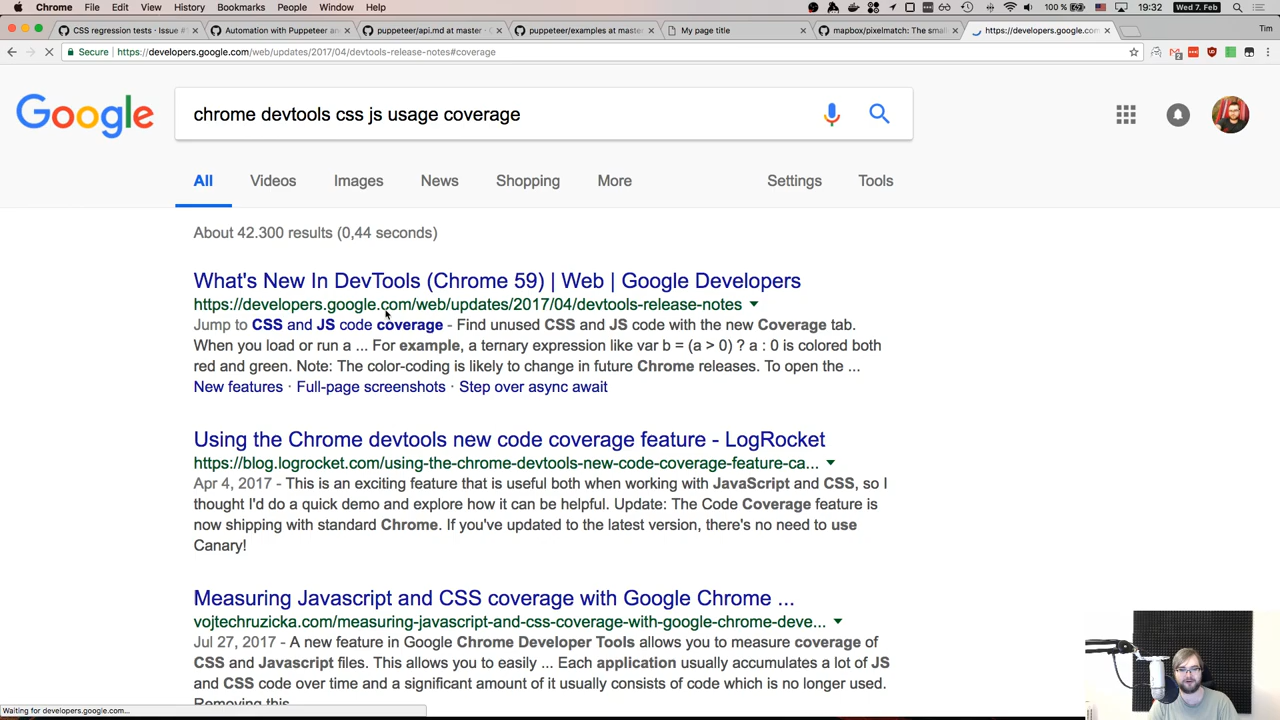 Chrome File Edit View History Bookmarks People Window Help 100 % 19:32 Wed 7. Feb
CSS regression tests · Issue # Automation with Puppeteer an puppeteer/api.md at master · puppeteer/examples at maste My page title mapbox/pixelmatch: The smal https://developers.google.com Tim
Secure https://developers.google.com/web/updates/2017/04/devtools-release-notes#coverage
Google chrome devtools css js usage coverage
All Videos Images News Shopping More Settings Tools
About 42.300 results (0,44 seconds)
What's New In DevTools (Chrome 59) | Web | Google Developers
https://developers.google.com/web/updates/2017/04/devtools-release-notes
Jump to CSS and JS code coverage - Find unused CSS and JS code with the new Coverage tab.
When you load or run a ... For example, a ternary expression like var b = (a > 0) ? a : 0 is colored both
red and green. Note: The color-coding is likely to change in future Chrome releases. To open the ...
New features · Full-page screenshots · Step over async await
Using the Chrome devtools new code coverage feature - LogRocket
https://blog.logrocket.com/using-the-chrome-devtools-new-code-coverage-feature-ca...
Apr 4, 2017 - This is an exciting feature that is useful both when working with JavaScript and CSS, so I
thought I'd do a quick demo and explore how it can be helpful. Update: The Code Coverage feature is
now shipping with standard Chrome. If you've updated to the latest version, there's no need to use
Canary!
Measuring Javascript and CSS coverage with Google Chrome ...
vojtechruzicka.com/measuring-javascript-and-css-coverage-with-google-chrome-deve...
Jul 27, 2017 - A new feature in Google Chrome Developer Tools allows you to measure coverage of
CSS and Javascript files. This allows you to easily ... Each application usually accumulates a lot of JS
and CSS code over time and a significant amount of it usually consists of code which is no longer used.
Removing this
Waiting for developers.google.com...